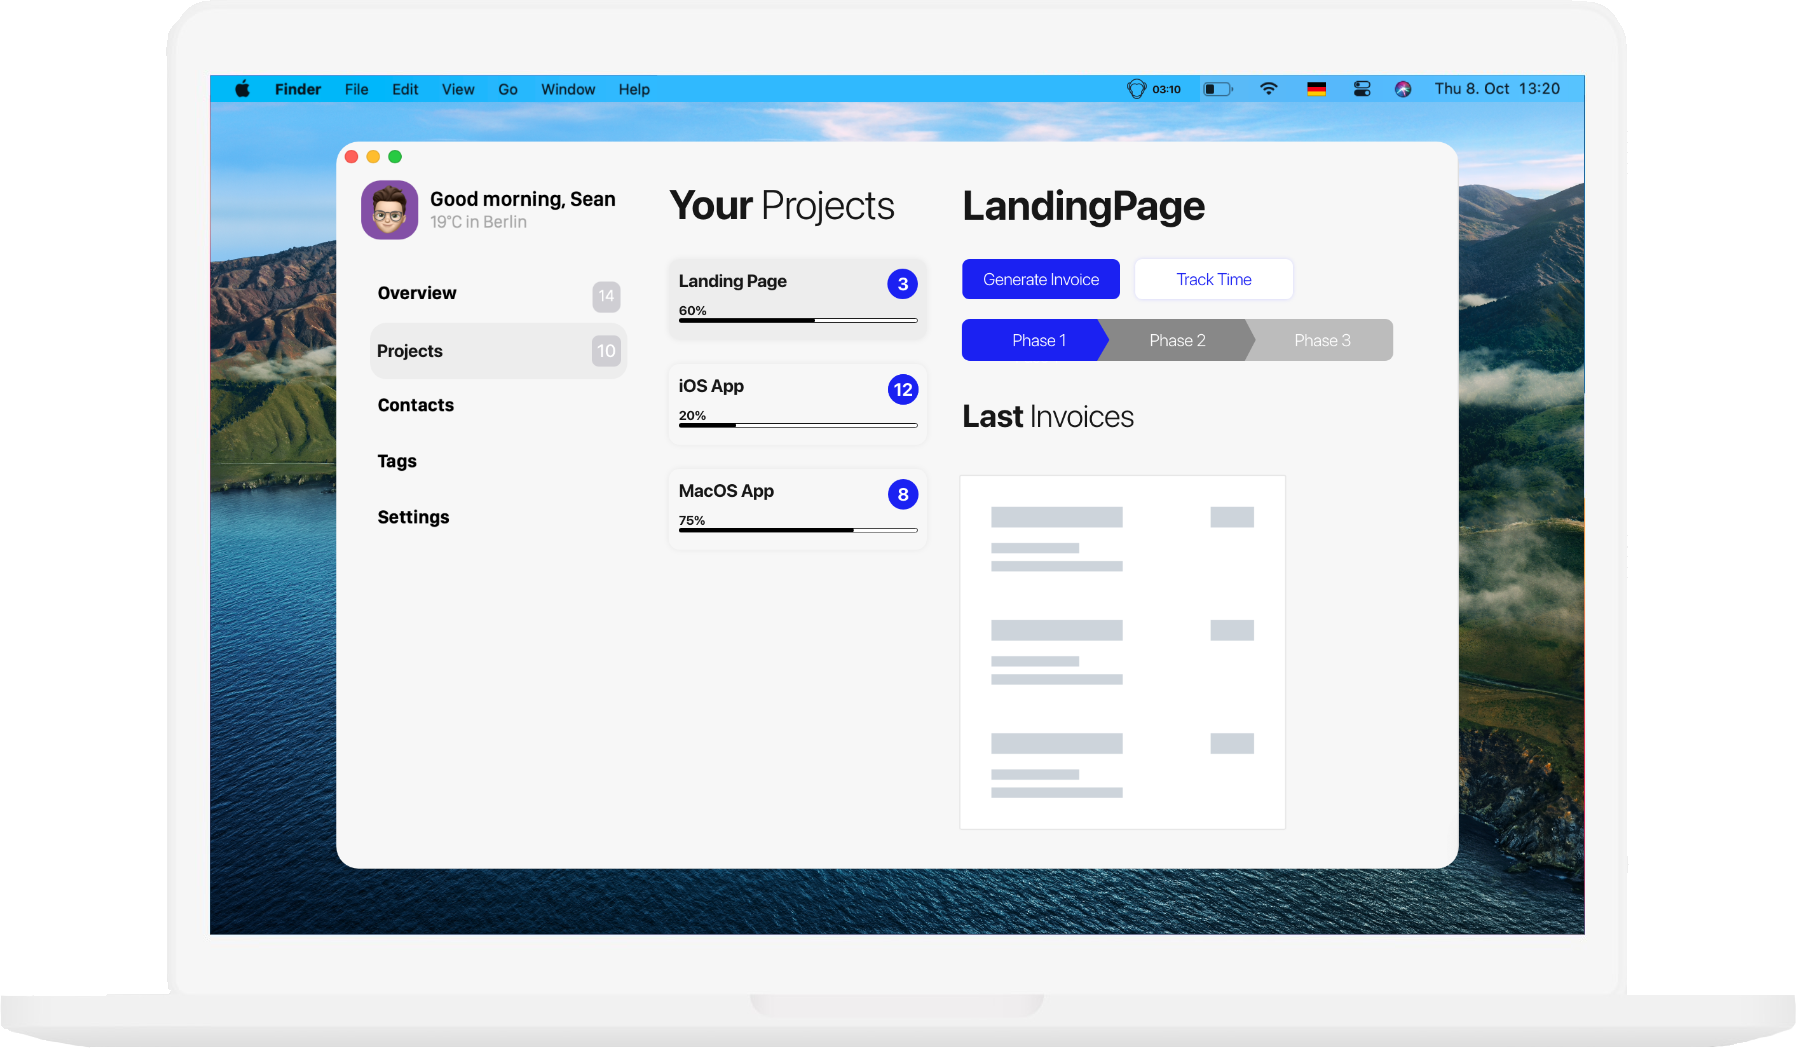 Finder File Edit View Go Window Help 03:10 Thu 8. Oct 13:20
Good morning, Sean
19°C in Berlin
Overview 14
Projects 10
Contacts
Tags
Settings
Your Projects
Landing Page 3
60%
iOS App 12
20%
MacOS App 8
75%
LandingPage
Generate Invoice Track Time
Phase 1 Phase 2 Phase 3
Last Invoices